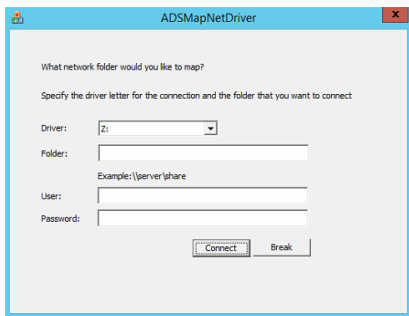 ADSMapNetDriver
x
What network folder would you like to map?
Specify the driver letter for the connection and the folder that you want to connect
Driver: Z:
Folder:
Example:\\server\share
User:
Password:
Connect Break